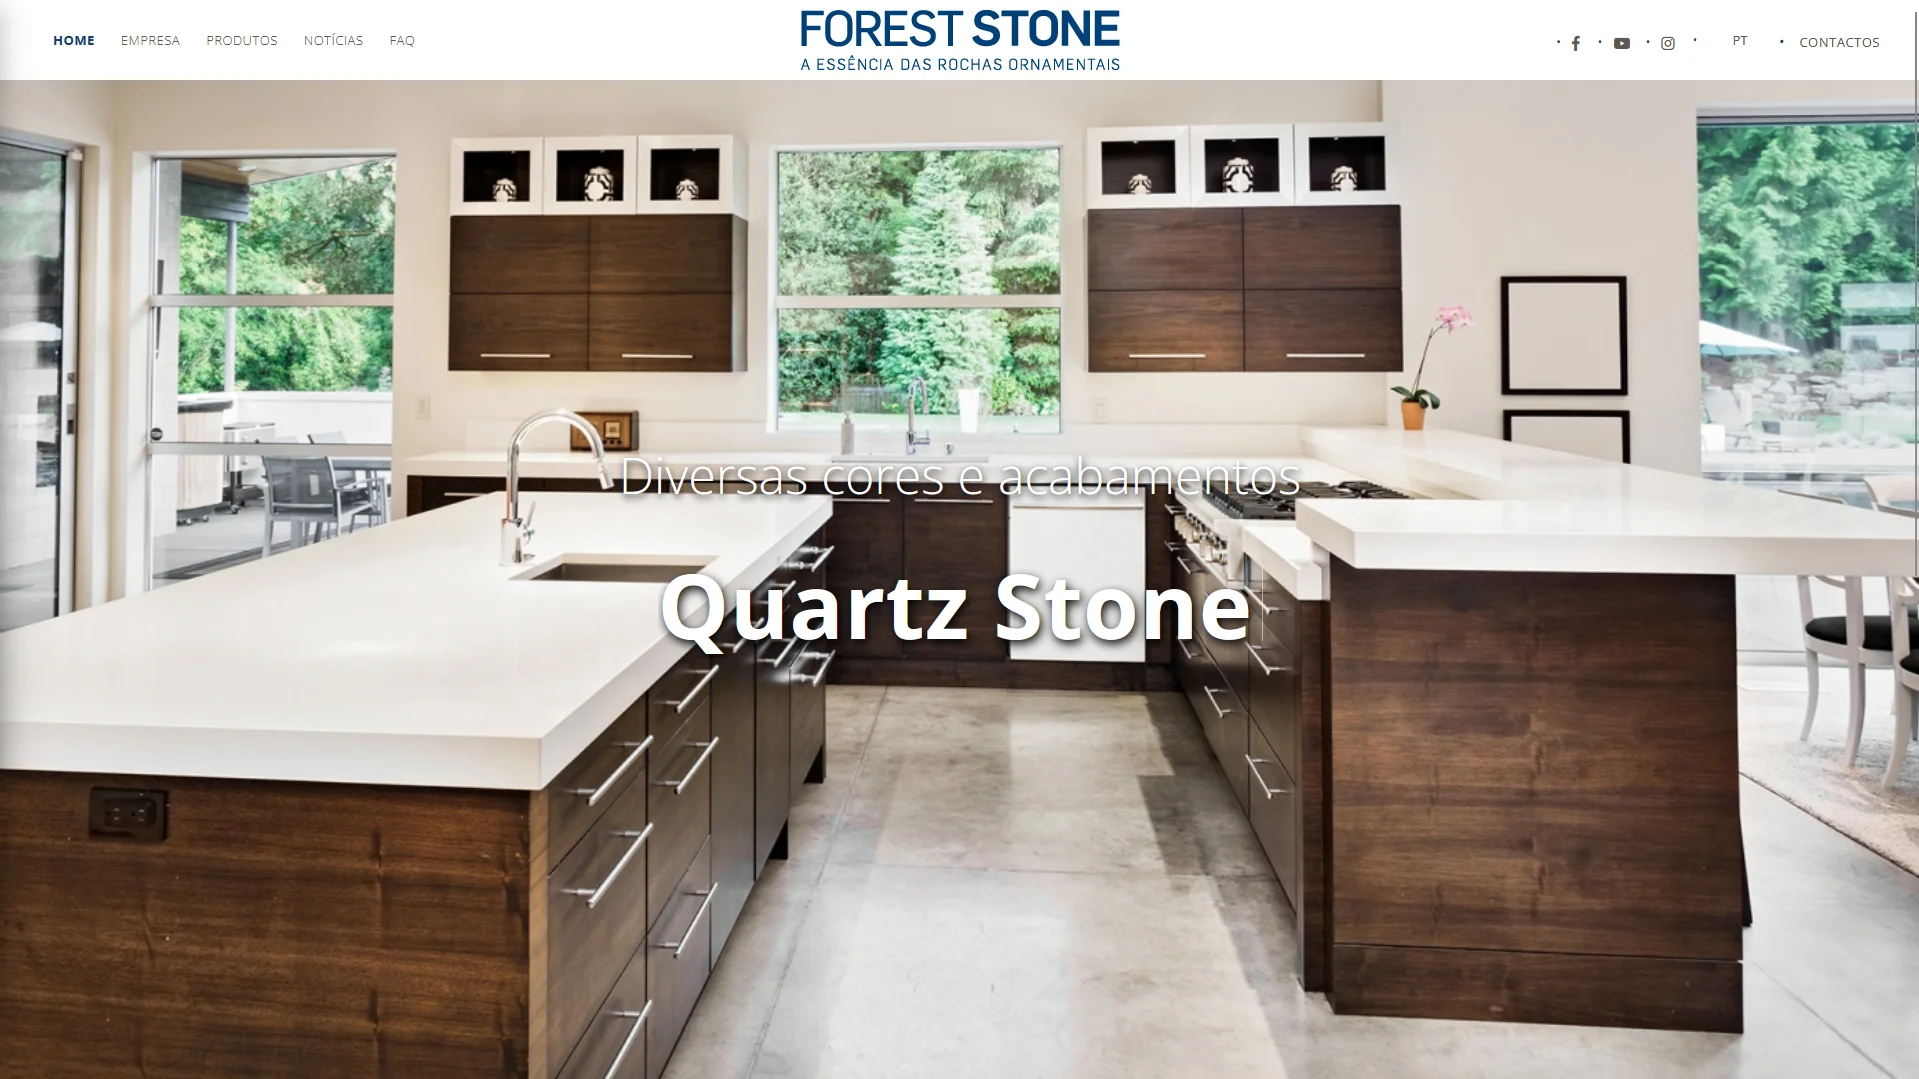 HOME EMPRESA PRODUTOS NOTÍCIAS FAQ
FOREST STONE
A ESSÊNCIA DAS ROCHAS ORNAMENTAIS
PT
CONTACTOS
Diversas cores e acabamentos
Quartz Stone